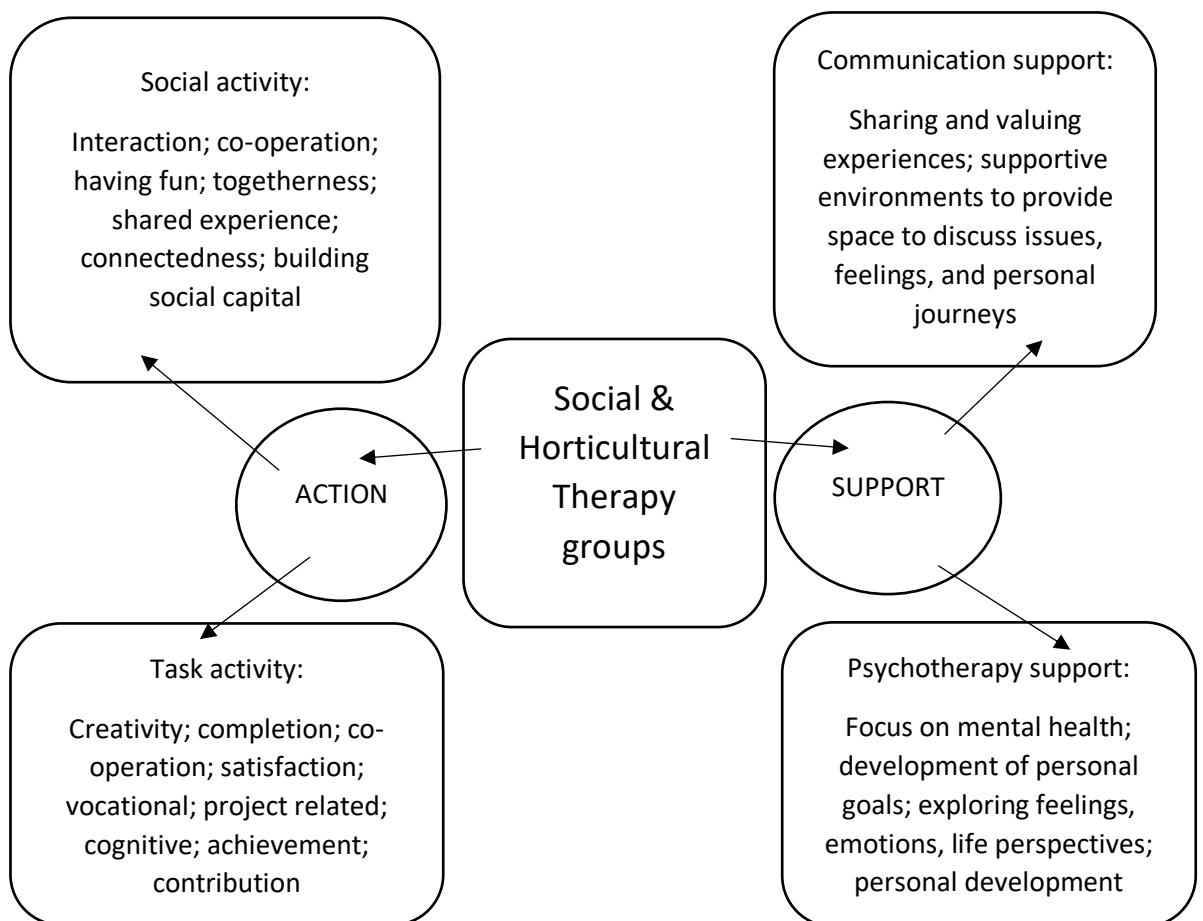 Social activity:
Interaction; co-operation;
having fun; togetherness;
shared experience;
connectedness; building
social capital
Communication support:
Sharing and valuing
experiences; supportive
environments to provide
space to discuss issues,
feelings, and personal
journeys
Social &
Horticultural
Therapy
groups
ACTION
SUPPORT
Task activity:
Creativity; completion; co-
operation; satisfaction;
vocational; project related;
cognitive; achievement;
contribution
Psychotherapy support:
Focus on mental health;
development of personal
goals; exploring feelings,
emotions, life perspectives;
personal development